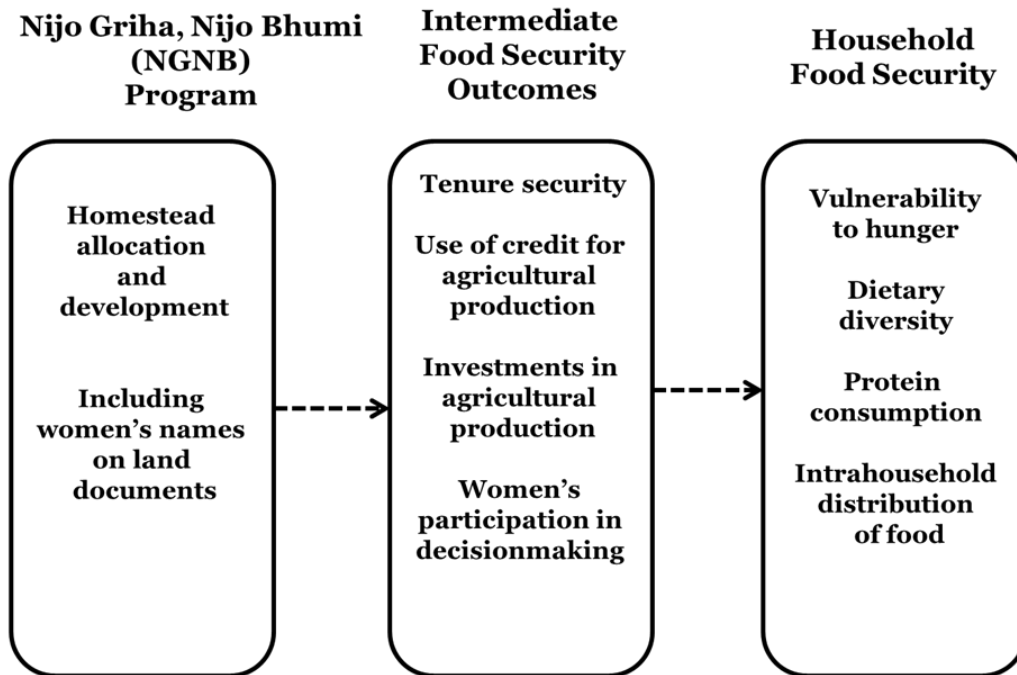 Nijo Griha, Nijo Bhumi
(NGNB)
Program
Homestead
allocation
and
development
Including
women's names
on land
documents
Intermediate
Food Security
Outcomes
Tenure security
Use of credit for
agricultural
production
Investments in
agricultural
production
Women's
participation in
decisionmaking
Household
Food Security
Vulnerability
to hunger
Dietary
diversity
Protein
consumption
Intrahousehold
distribution
of food